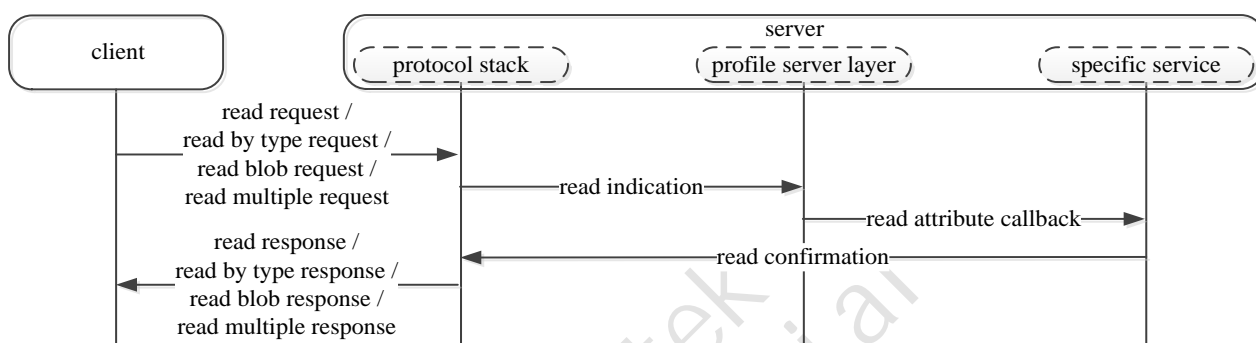 client
server
protocol stack
profile server layer
specific service
read request /
read by type request /
read blob request /
read multiple request
read indication
read attribute callback
read confirmation
read response /
read by type response /
read blob response /
read multiple response